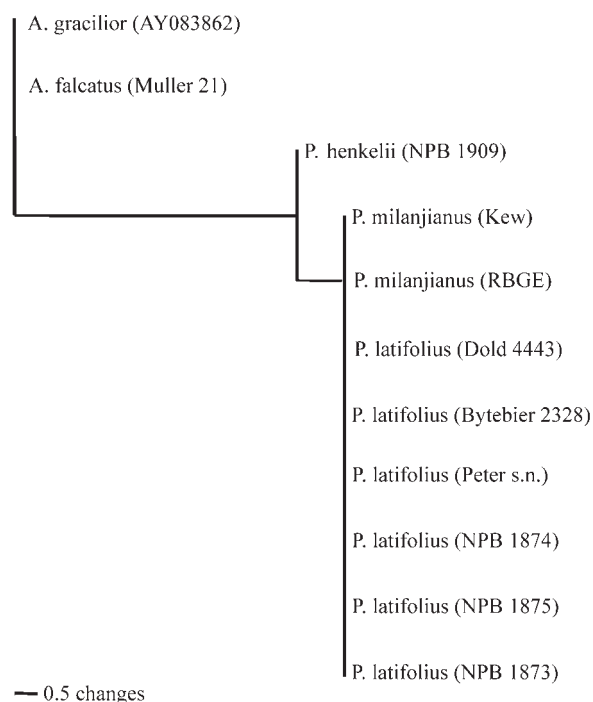 A. gracilior (AY083862)
A. falcatus (Muller 21)
P. henkelii (NPB 1909)
P. milanjianus (Kew)
P. milanjianus (RBGE)
P. latifolius (Dold 4443)
P. latifolius (Bytebier 2328)
P. latifolius (Peter s.n.)
P. latifolius (NPB 1874)
P. latifolius (NPB 1875)
P. latifolius (NPB 1873)
0.5 changes